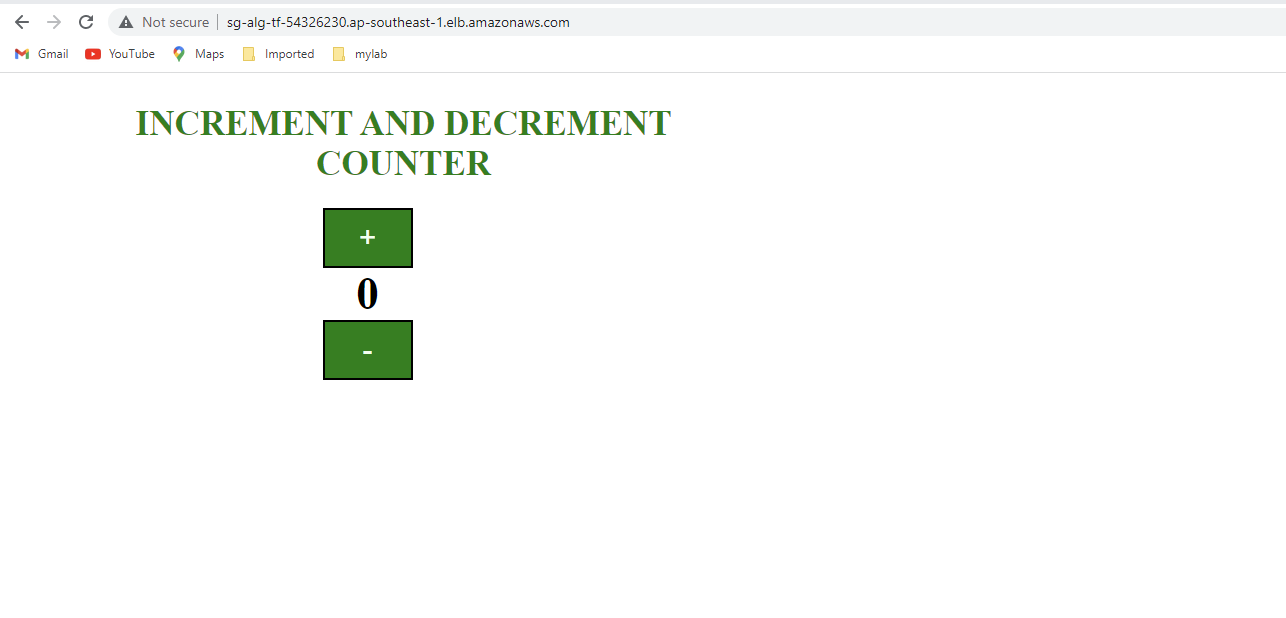 Not secure | sg-alg-tf-54326230.ap-southeast-1.elb.amazonaws.com
Gmail YouTube Maps Imported mylab
INCREMENT AND DECREMENT
COUNTER
+
0
-